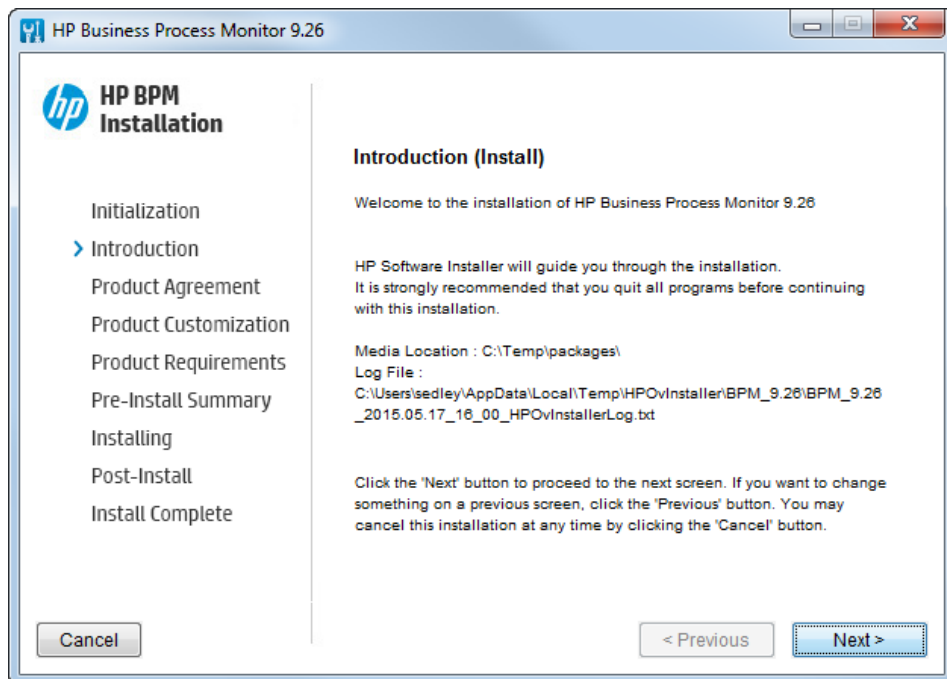 HP Business Process Monitor 9.26
hp
HP BPM
Installation
Initialization
Introduction
Product Agreement
Product Customization
Product Requirements
Pre-Install Summary
Installing
Post-Install
Install Complete
Introduction (Install)
Welcome to the installation of HP Business Process Monitor 9.26
HP Software Installer will guide you through the installation.
It is strongly recommended that you quit all programs before continuing
with this installation.
Media Location : C:\Temp\packages\
Log File :
C:\Users\sedley\AppData\Local\Temp\HPOvInstaller\BPM_9.26\BPM_9.26
_2015.05.17_16_00_HPOvInstallerLog.txt
Click the 'Next' button to proceed to the next screen. If you want to change
something on a previous screen, click the 'Previous' button. You may
cancel this installation at any time by clicking the 'Cancel' button.
Cancel
< Previous
Next >